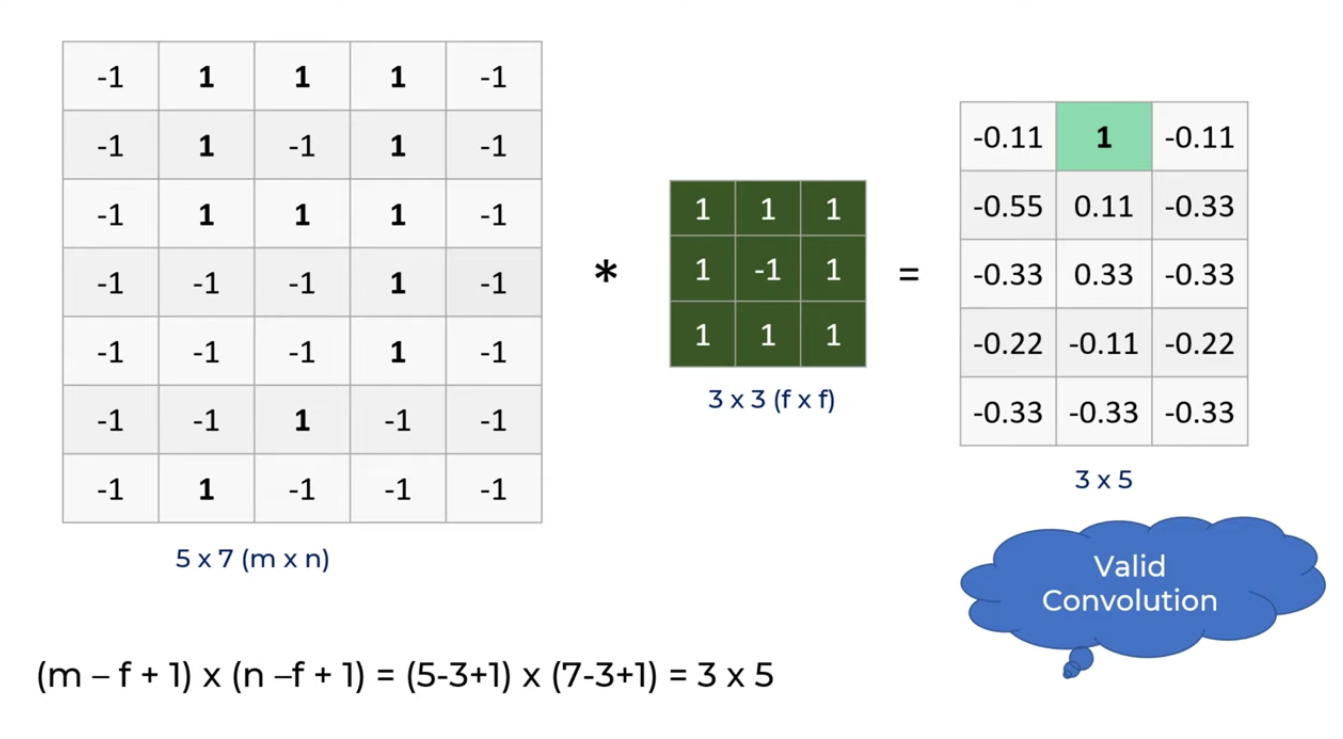 -1 1 1 1 -1
-1 1 -1 1 -1
-1 1 1 1 -1
-1 -1 -1 1 -1
-1 -1 -1 1 -1
-1 -1 1 -1 -1
-1 1 -1 -1 -1
5 x 7 (m x n)
*
1 1 1
1 -1 1
1 1 1
3 x 3 (f x f)
=
-0.11 1 -0.11
-0.55 0.11 -0.33
-0.33 0.33 -0.33
-0.22 -0.11 -0.22
-0.33 -0.33 -0.33
3 x 5
Valid
Convolution
(m – f + 1) x (n –f + 1) = (5-3+1) x (7-3+1) = 3 x 5